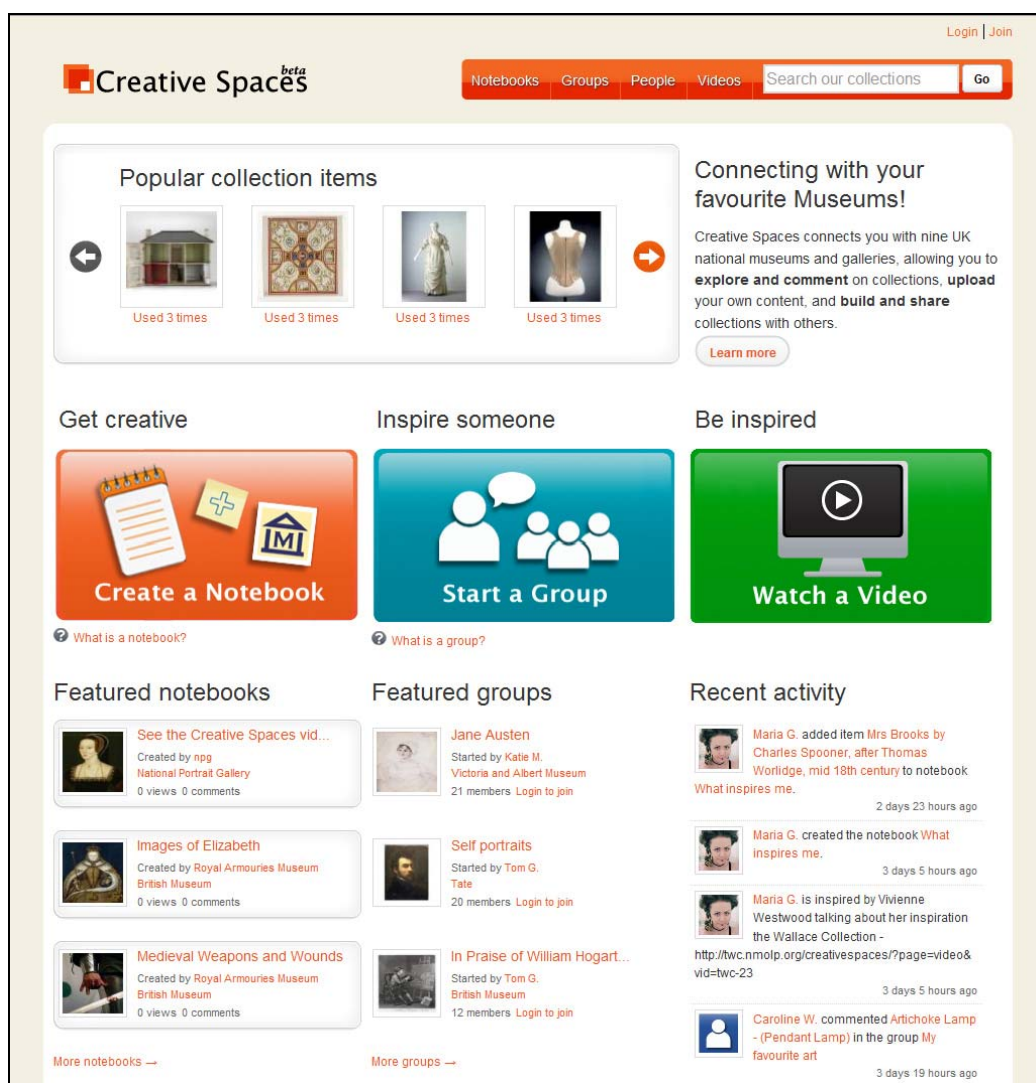 Login | Join
Creative Spaces beta
Notebooks Groups People Videos Search our collections Go
Popular collection items
Used 3 times Used 3 times Used 3 times Used 3 times
Connecting with your
favourite Museums!
Creative Spaces connects you with nine UK
national museums and galleries, allowing you to
explore and comment on collections, upload
your own content, and build and share
collections with others.
Learn more
Get creative
M
Create a Notebook
? What is a notebook?
Inspire someone
Start a Group
? What is a group?
Be inspired
Watch a Video
Featured notebooks
See the Creative Spaces vid...
Created by npg
National Portrait Gallery
0 views 0 comments
Images of Elizabeth
Created by Royal Armouries Museum
British Museum
0 views 0 comments
Medieval Weapons and Wounds
Created by Royal Armouries Museum
British Museum
0 views 0 comments
More notebooks →
Featured groups
Jane Austen
Started by Katie M.
Victoria and Albert Museum
21 members Login to join
Self portraits
Started by Tom G.
Tate
20 members Login to join
In Praise of William Hogart...
Started by Tom G.
British Museum
12 members Login to join
More groups →
Recent activity
Maria G. added item Mrs Brooks by
Charles Spooner, after Thomas
Worlidge, mid 18th century to notebook
What inspires me.
2 days 23 hours ago
Maria G. created the notebook What
inspires me.
3 days 5 hours ago
Maria G. is inspired by Vivienne
Westwood talking about her inspiration
the Wallace Collection -
http://twc.nmolp.org/creativespaces/?page=video&
vid=twc-23
3 days 5 hours ago
Caroline W. commented Artichoke Lamp
- (Pendant Lamp) in the group My
favourite art
3 days 19 hours ago